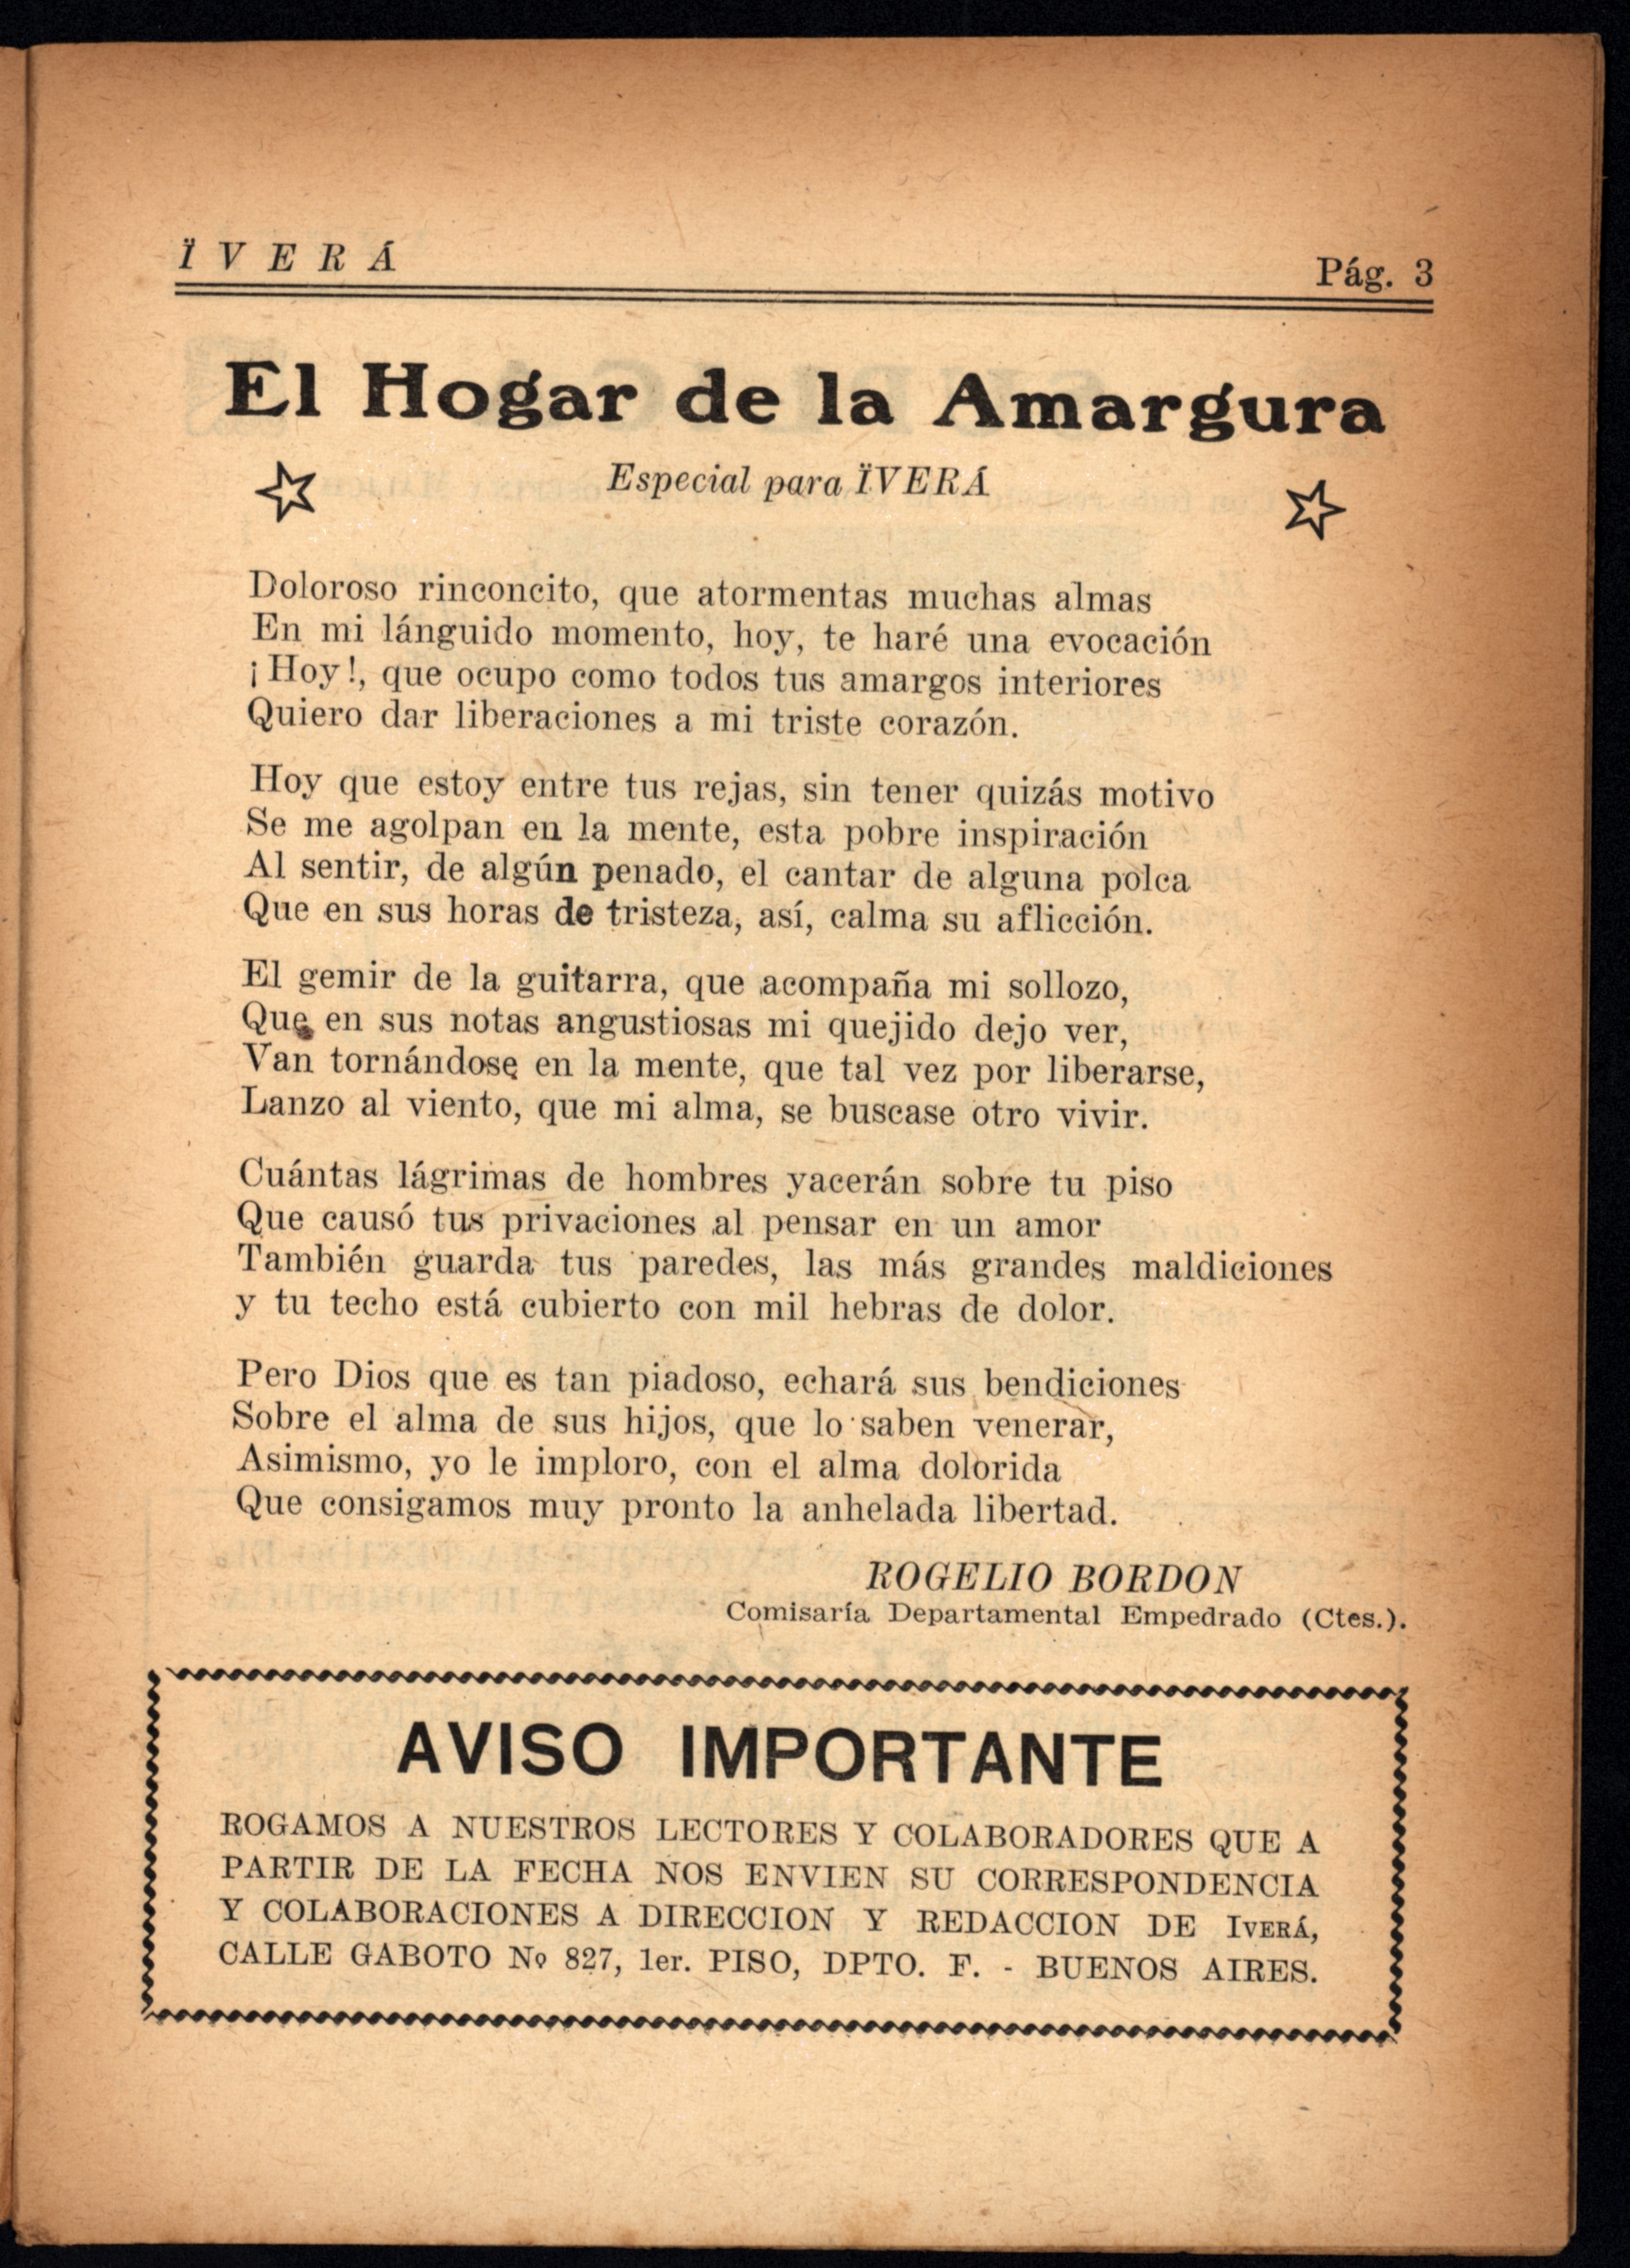 Ï V E R Á
Pág. 3
El Hogar de la Amargura
Especial para ÏVERÁ
Doloroso rinconcito, que atormentas muchas almas
En mi lánguido momento, hoy, te haré una evocación
¡Hoy!, que ocupo como todos tus amargos interiores
Quiero dar liberaciones a mi triste corazón.
Hoy que estoy entre tus rejas, sin tener quizás motivo
Se me agolpan en la mente, esta pobre inspiración
Al sentir, de algún penado, el cantar de alguna polca
Que en sus horas de tristeza, así, calma su aflicción.
El gemir de la guitarra, que acompaña mi sollozo,
Que en sus notas angustiosas mi quejido dejo ver,
Van tornándose en la mente, que tal vez por liberarse,
Lanzo al viento, que mi alma, se buscase otro vivir.
Cuántas lágrimas de hombres yacerán sobre tu piso
Que causó tus privaciones al pensar en un amor
También guarda tus paredes, las más grandes maldiciones
y tu techo está cubierto con mil hebras de dolor.
Pero Dios que es tan piadoso, echará sus bendiciones
Sobre el alma de sus hijos, que lo saben venerar,
Asimismo, yo le imploro, con el alma dolorida
Que consigamos muy pronto la anhelada libertad.
ROGELIO BORDON
Comisaría Departamental Empedrado (Ctes.).
AVISO IMPORTANTE
ROGAMOS A NUESTROS LECTORES Y COLABORADORES QUE A
PARTIR DE LA FECHA NOS ENVIEN SU CORRESPONDENCIA
Y COLABORACIONES A DIRECCION Y REDACCION DE IVERÁ,
CALLE GABOTO Nº 827, 1er. PISO, DPTO. F. - BUENOS AIRES.